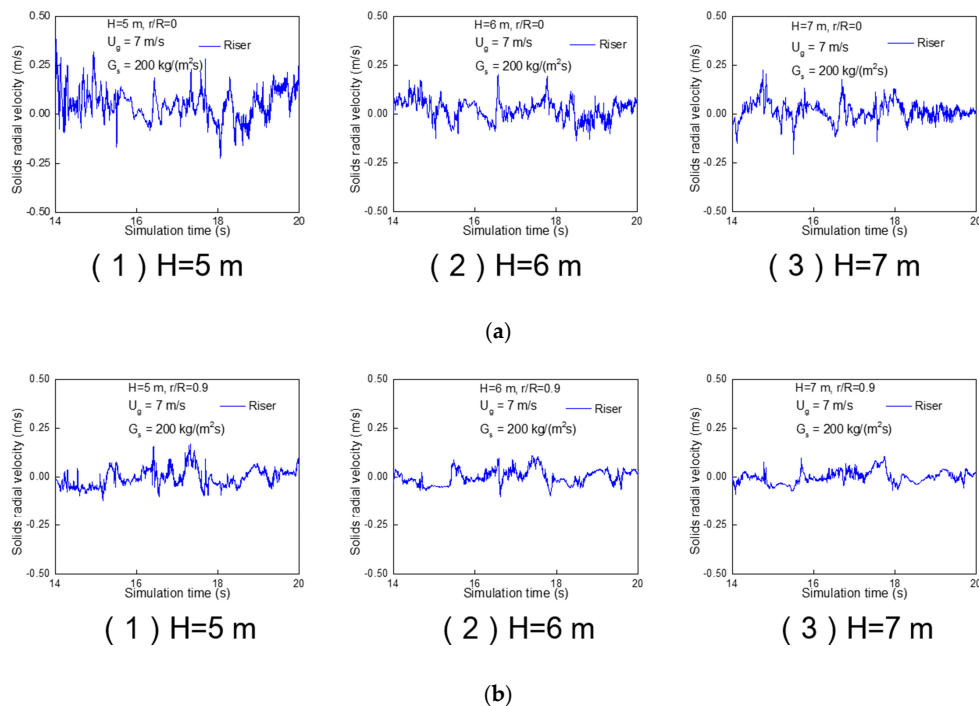 0.50
0.25
0.00
-0.25
-0.50
Solids radial velocity (m/s)
H=5 m, r/R=0
U_g = 7 m/s
G_s = 200 kg/(m²s)
Riser
14 16 18 20
Simulation time (s)
( 1 ) H=5 m
0.50
0.25
0.00
-0.25
-0.50
Solids radial velocity (m/s)
H=6 m, r/R=0
U_g = 7 m/s
G_s = 200 kg/(m²s)
Riser
14 16 18 20
Simulation time (s)
( 2 ) H=6 m
0.50
0.25
0.00
-0.25
-0.50
Solids radial velocity (m/s)
H=7 m, r/R=0
U_g = 7 m/s
G_s = 200 kg/(m²s)
Riser
14 16 18 20
Simulation time (s)
( 3 ) H=7 m
(a)
0.50
0.25
0.00
-0.25
-0.50
Solids radial velocity (m/s)
H=5 m, r/R=0.9
U_g = 7 m/s
G_s = 200 kg/(m²s)
Riser
14 16 18 20
Simulation time (s)
( 1 ) H=5 m
0.50
0.25
0.00
-0.25
-0.50
Solids radial velocity (m/s)
H=6 m, r/R=0.9
U_g = 7 m/s
G_s = 200 kg/(m²s)
Riser
14 16 18 20
Simulation time (s)
( 2 ) H=6 m
0.50
0.25
0.00
-0.25
-0.50
Solids radial velocity (m/s)
H=7 m, r/R=0.9
U_g = 7 m/s
G_s = 200 kg/(m²s)
Riser
14 16 18 20
Simulation time (s)
( 3 ) H=7 m
(b)